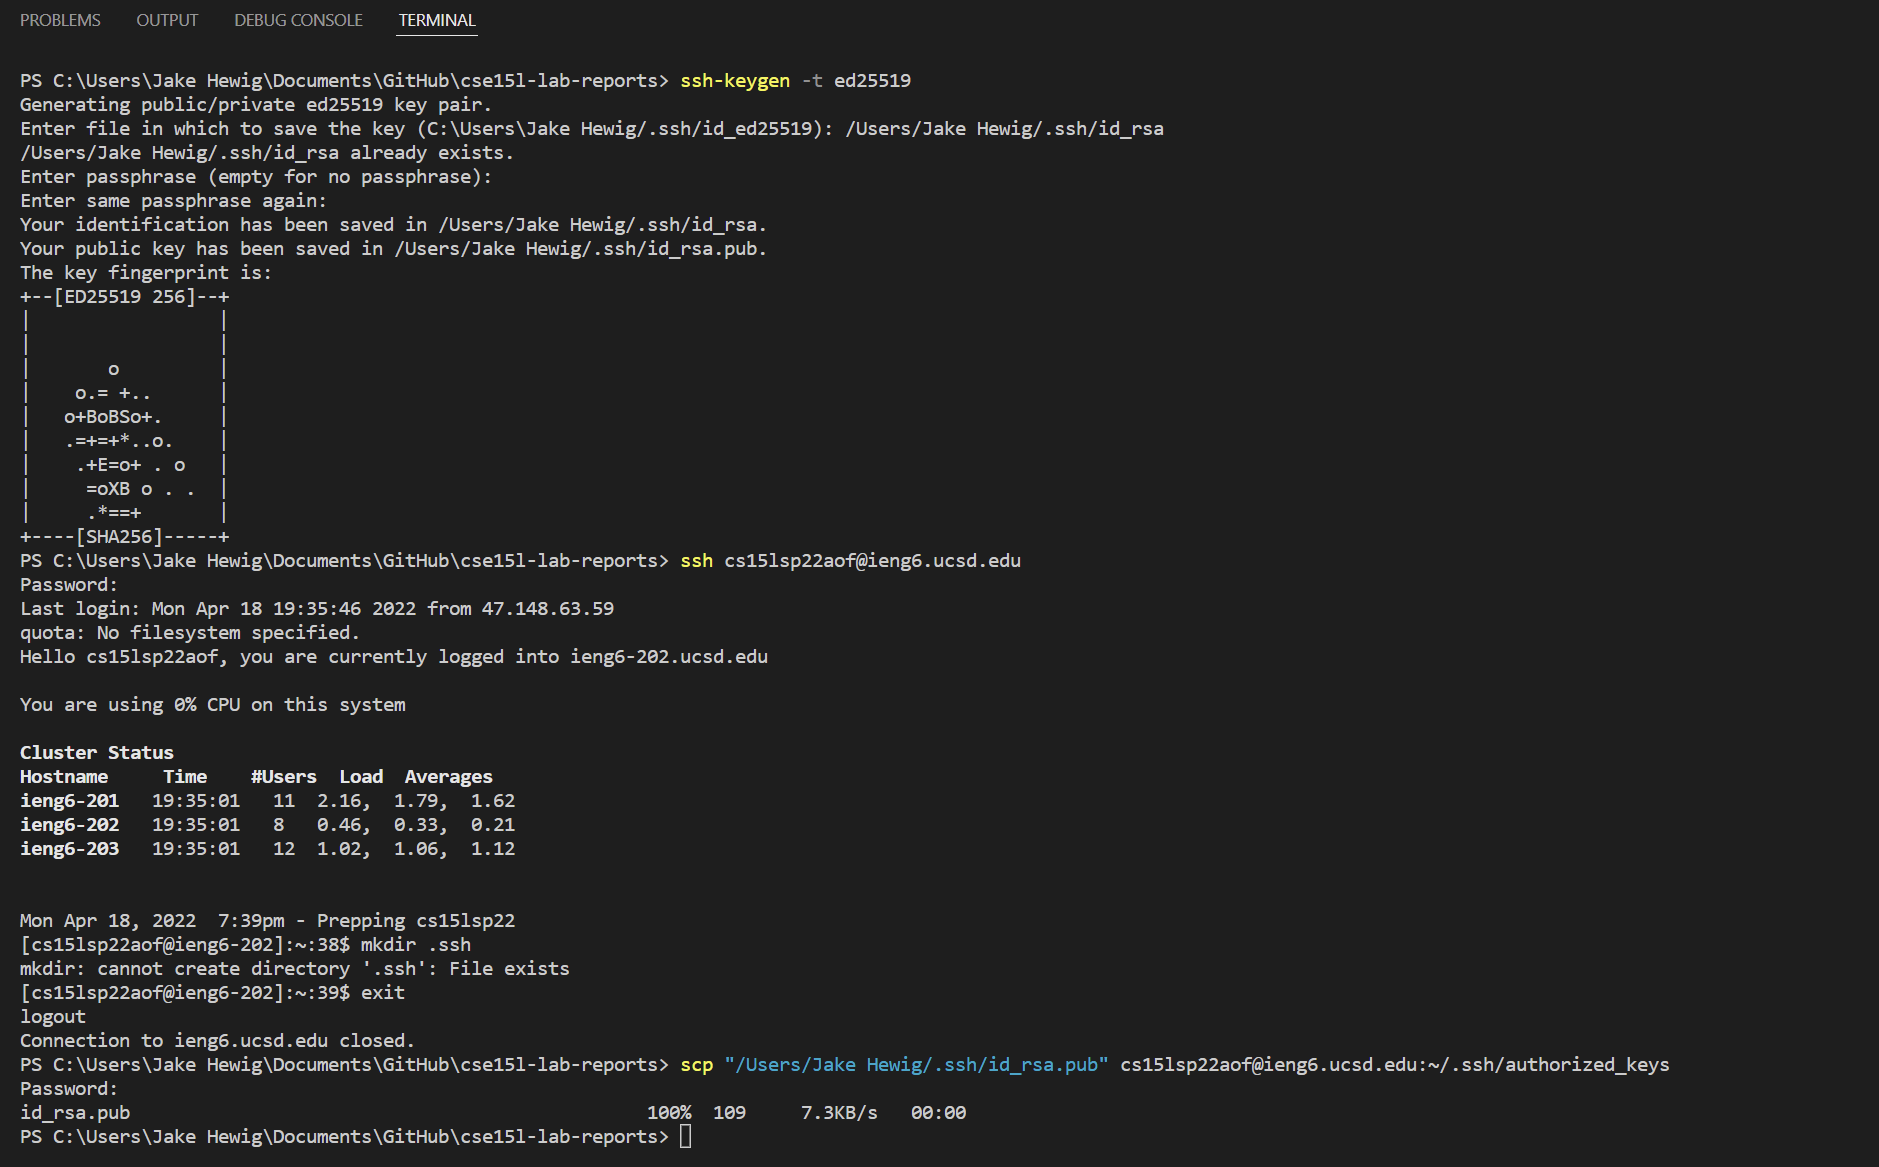 PROBLEMS OUTPUT DEBUG CONSOLE TERMINAL
PS C:\Users\Jake Hewig\Documents\GitHub\cse15l-lab-reports> ssh-keygen -t ed25519
Generating public/private ed25519 key pair.
Enter file in which to save the key (C:\Users\Jake Hewig/.ssh/id_ed25519): /Users/Jake Hewig/.ssh/id_rsa
/Users/Jake Hewig/.ssh/id_rsa already exists.
Enter passphrase (empty for no passphrase):
Enter same passphrase again:
Your identification has been saved in /Users/Jake Hewig/.ssh/id_rsa.
Your public key has been saved in /Users/Jake Hewig/.ssh/id_rsa.pub.
The key fingerprint is:
+--[ED25519 256]--+
|                 |
|                 |
|       o         |
|    o.= +..      |
|   o+BoBSo+.     |
|   .=+=+*..o.    |
|    .+E=o+ . o   |
|     =oXB o . .  |
|     .*==+       |
+----[SHA256]-----+
PS C:\Users\Jake Hewig\Documents\GitHub\cse15l-lab-reports> ssh cs15lsp22aof@ieng6.ucsd.edu
Password:
Last login: Mon Apr 18 19:35:46 2022 from 47.148.63.59
quota: No filesystem specified.
Hello cs15lsp22aof, you are currently logged into ieng6-202.ucsd.edu
You are using 0% CPU on this system
Cluster Status
Hostname     Time    #Users  Load  Averages
ieng6-201   19:35:01   11  2.16,  1.79,  1.62
ieng6-202   19:35:01   8   0.46,  0.33,  0.21
ieng6-203   19:35:01   12  1.02,  1.06,  1.12
Mon Apr 18, 2022  7:39pm - Prepping cs15lsp22
[cs15lsp22aof@ieng6-202]:~:38$ mkdir .ssh
mkdir: cannot create directory '.ssh': File exists
[cs15lsp22aof@ieng6-202]:~:39$ exit
logout
Connection to ieng6.ucsd.edu closed.
PS C:\Users\Jake Hewig\Documents\GitHub\cse15l-lab-reports> scp "/Users/Jake Hewig/.ssh/id_rsa.pub" cs15lsp22aof@ieng6.ucsd.edu:~/.ssh/authorized_keys
Password:
id_rsa.pub                                               100%  109     7.3KB/s   00:00
PS C:\Users\Jake Hewig\Documents\GitHub\cse15l-lab-reports>